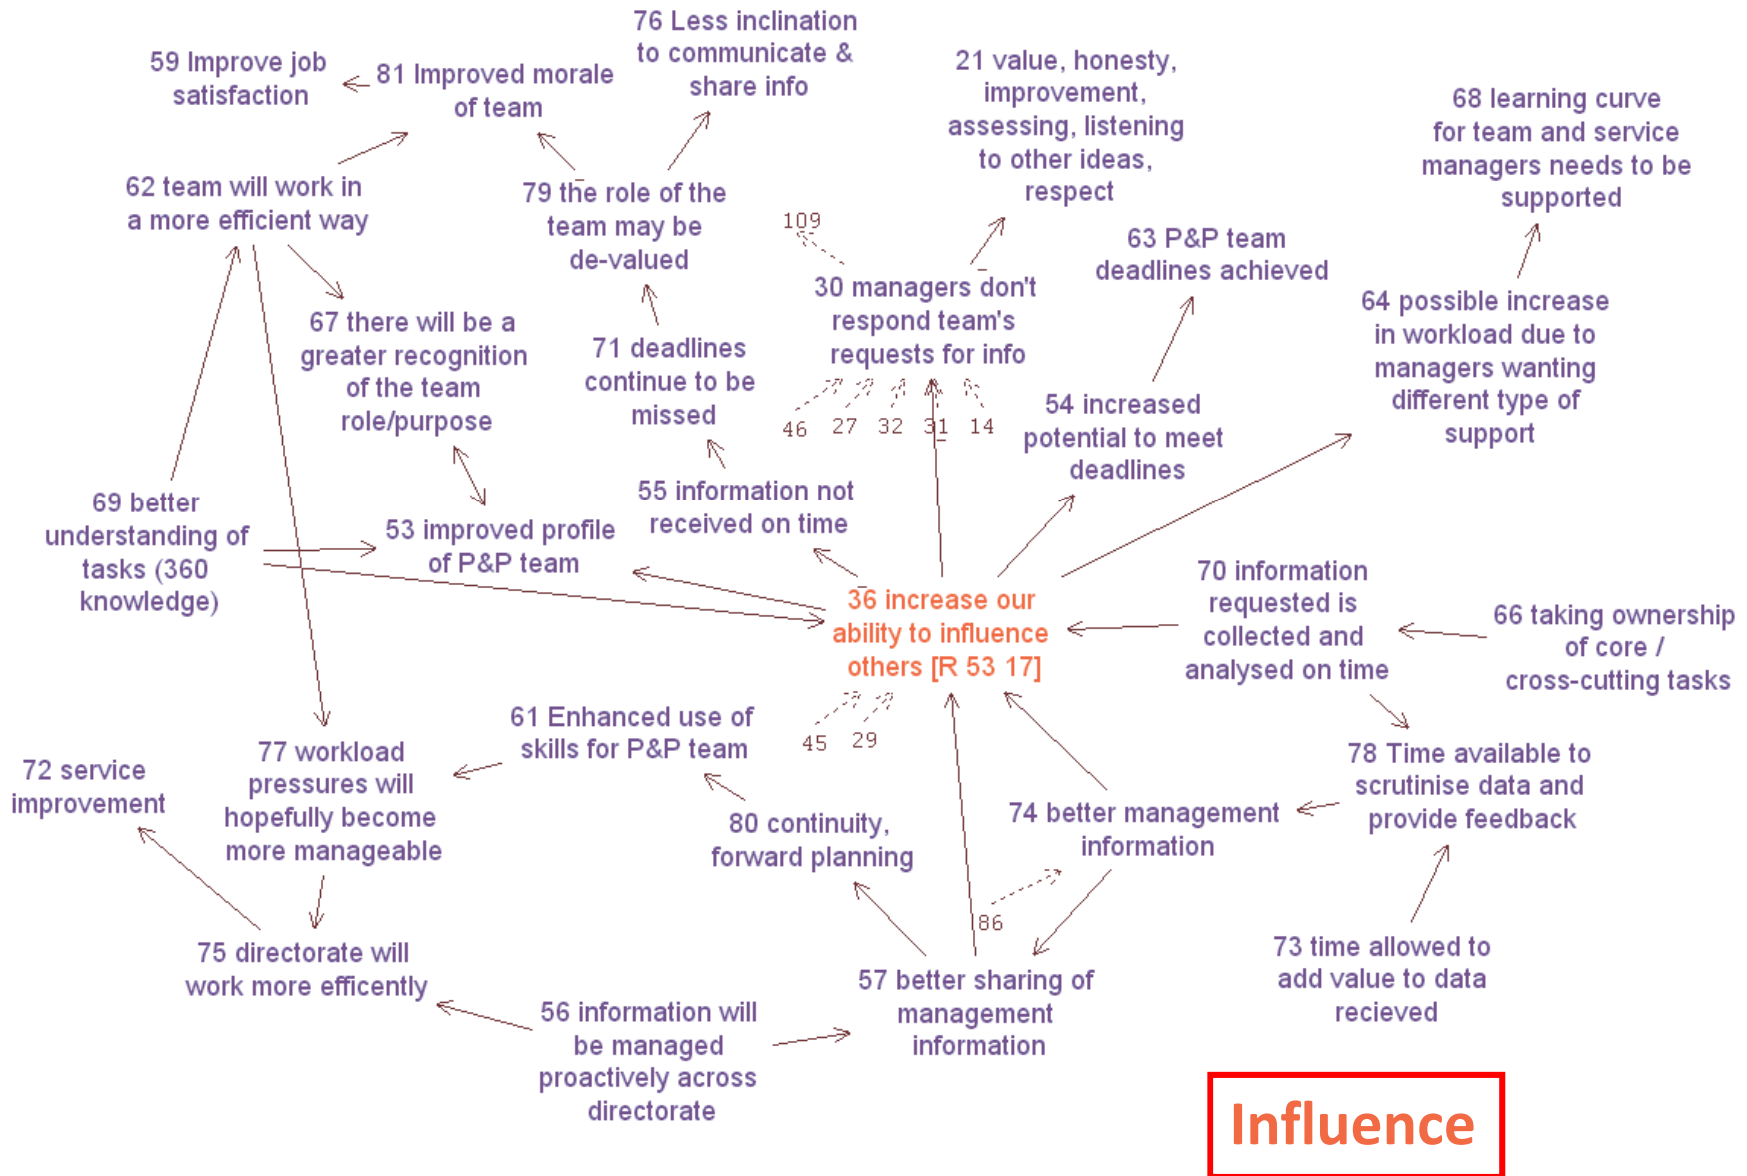 76 Less inclination
to communicate &
share info
59 Improve job
satisfaction
81 Improved morale
of team
21 value, honesty,
improvement,
assessing, listening
to other ideas,
respect
68 learning curve
for team and service
managers needs to be
supported
62 team will work in
a more efficient way
79 the role of the
team may be
de-valued
109
63 P&P team
deadlines achieved
30 managers don't
respond team's
requests for info
64 possible increase
in workload due to
managers wanting
different type of
support
67 there will be a
greater recognition
of the team
role/purpose
71 deadlines
continue to be
missed
46 27 32 31 14
54 increased
potential to meet
deadlines
69 better
understanding of
tasks (360
knowledge)
53 improved profile
of P&P team
55 information not
received on time
36 increase our
ability to influence
others [R 53 17]
70 information
requested is
collected and
analysed on time
66 taking ownership
of core /
cross-cutting tasks
45 29
61 Enhanced use of
skills for P&P team
72 service
improvement
77 workload
pressures will
hopefully become
more manageable
78 Time available to
scrutinise data and
provide feedback
80 continuity,
forward planning
74 better management
information
86
75 directorate will
work more efficently
56 information will
be managed
proactively across
directorate
57 better sharing of
management
information
73 time allowed to
add value to data
recieved
Influence